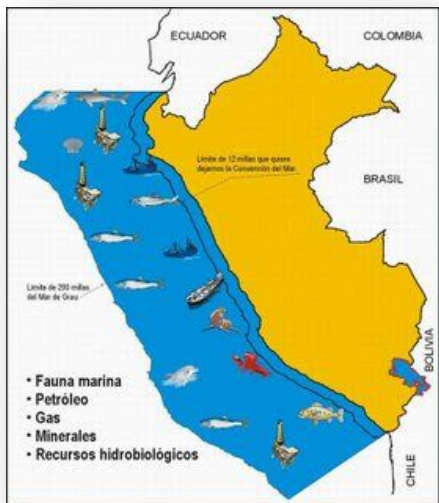 ECUADOR
COLOMBIA
Límite de 12 millas que quiere
dejarnos la Convención del Mar.
BRASIL
Límite de 200 millas
del Mar de Grau
BOLIVIA
• Fauna marina
• Petróleo
• Gas
• Minerales
• Recursos hidrobiológicos
CHILE